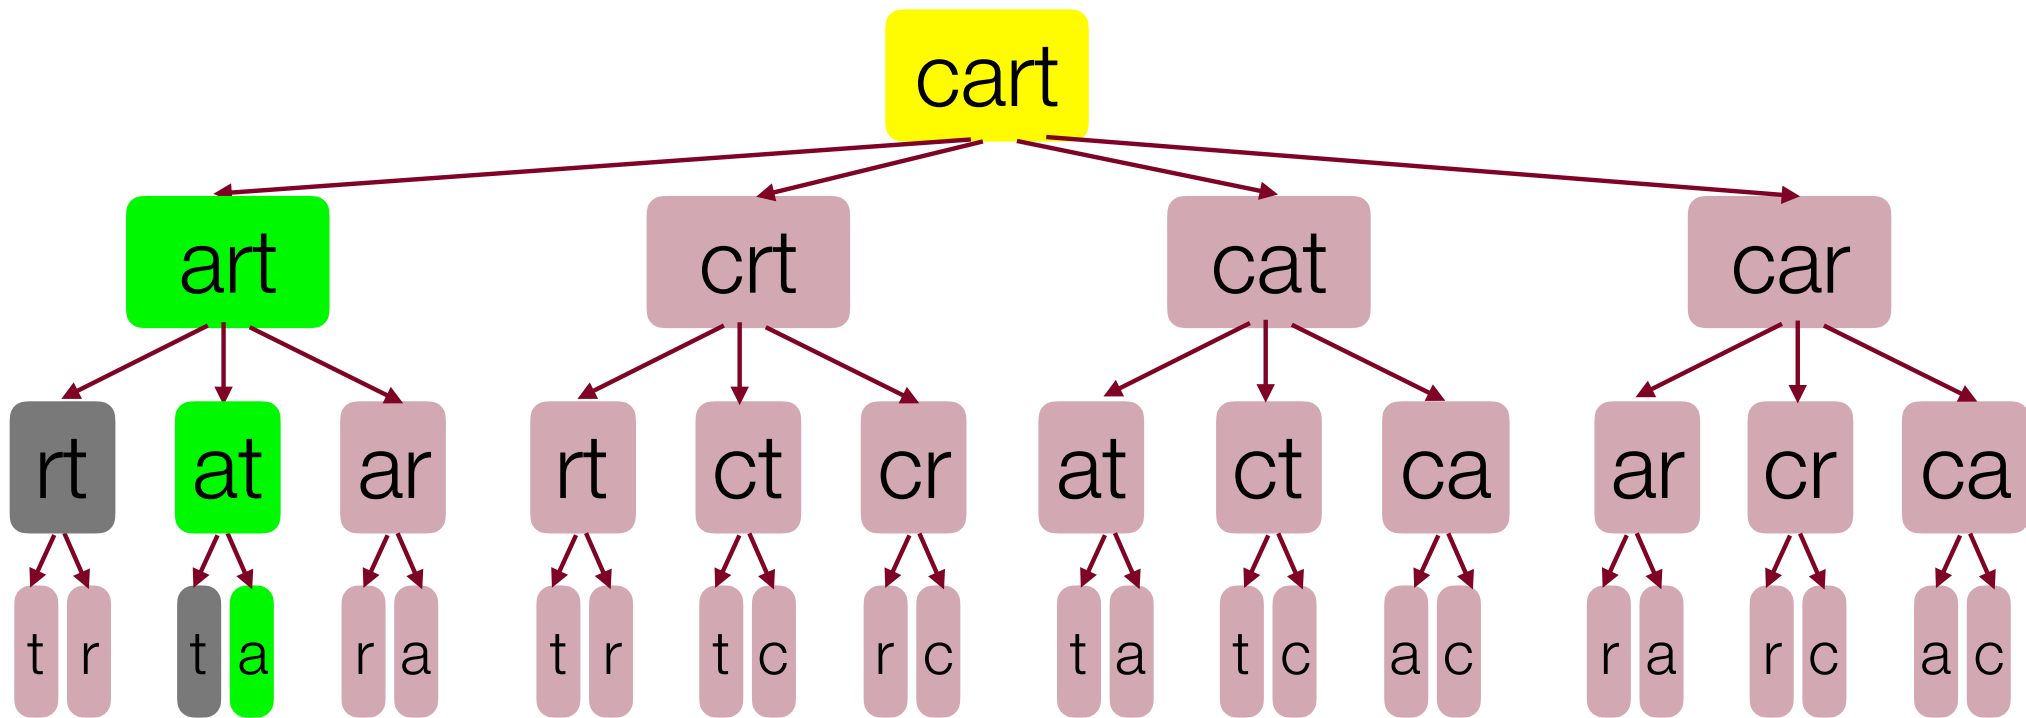 cart
art crt cat car
rt at ar rt ct cr at ct ca ar cr ca
t r t a r a t r t c r c t a t c a c r a r c a c